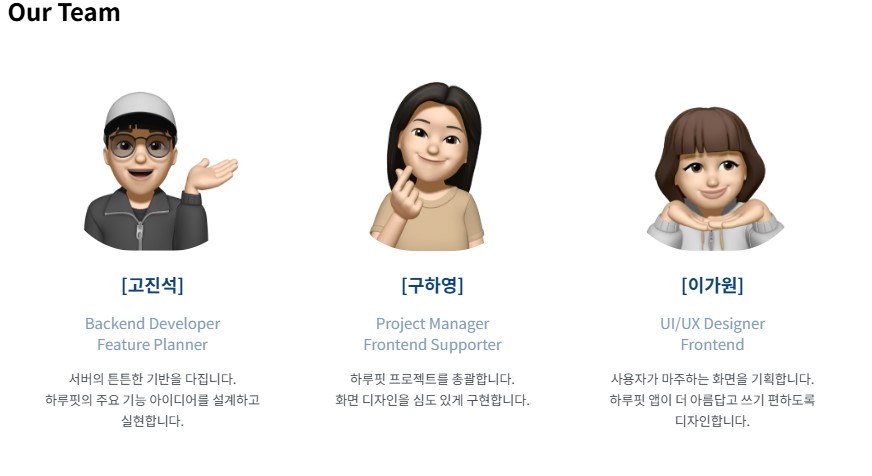 Our Team
[고진석]
Backend Developer
Feature Planner
서버의 튼튼한 기반을 다집니다.
하루핏의 주요 기능 아이디어를 설계하고
실현합니다.
[구하영]
Project Manager
Frontend Supporter
하루핏 프로젝트를 총괄합니다.
화면 디자인을 심도 있게 구현합니다.
[이가원]
UI/UX Designer
Frontend
사용자가 마주하는 화면을 기획합니다.
하루핏 앱이 더 아름답고 쓰기 편하도록
디자인합니다.